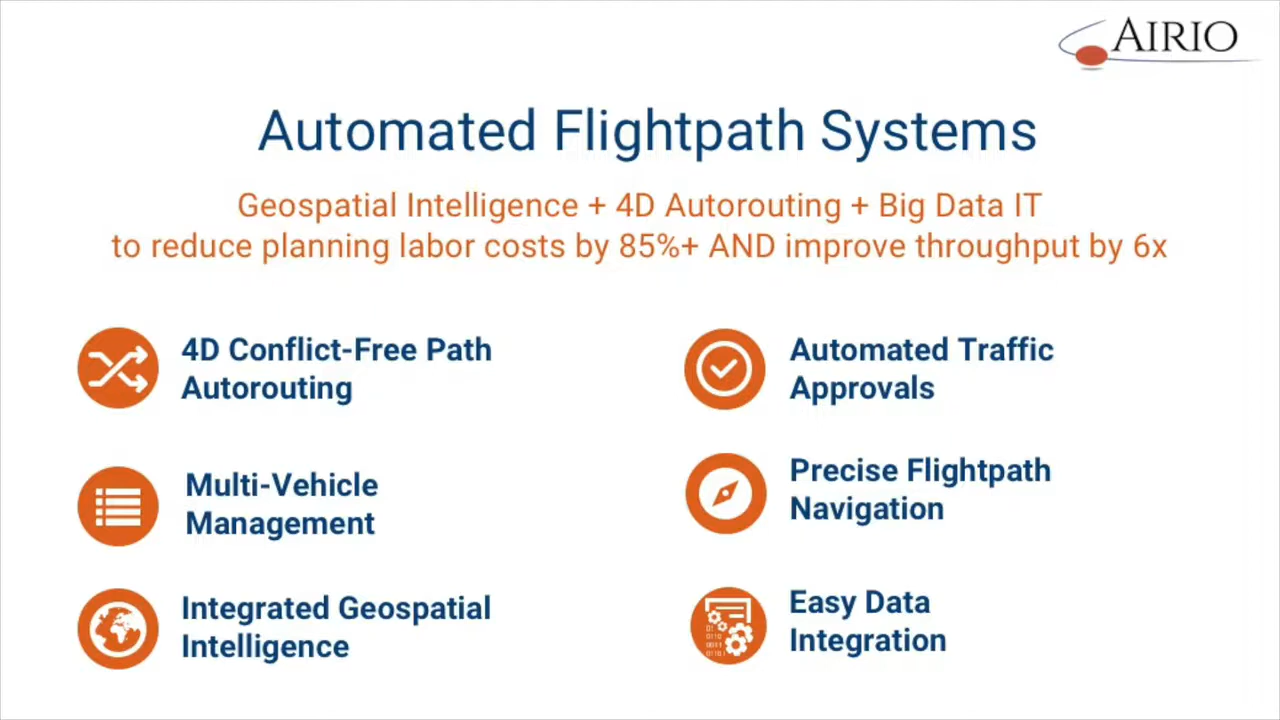 AIRIO
Automated Flightpath Systems
Geospatial Intelligence + 4D Autorouting + Big Data IT
to reduce planning labor costs by 85%+ AND improve throughput by 6x
4D Conflict-Free Path
Autorouting
Automated Traffic
Approvals
Multi-Vehicle
Management
Precise Flightpath
Navigation
Integrated Geospatial
Intelligence
Easy Data
Integration